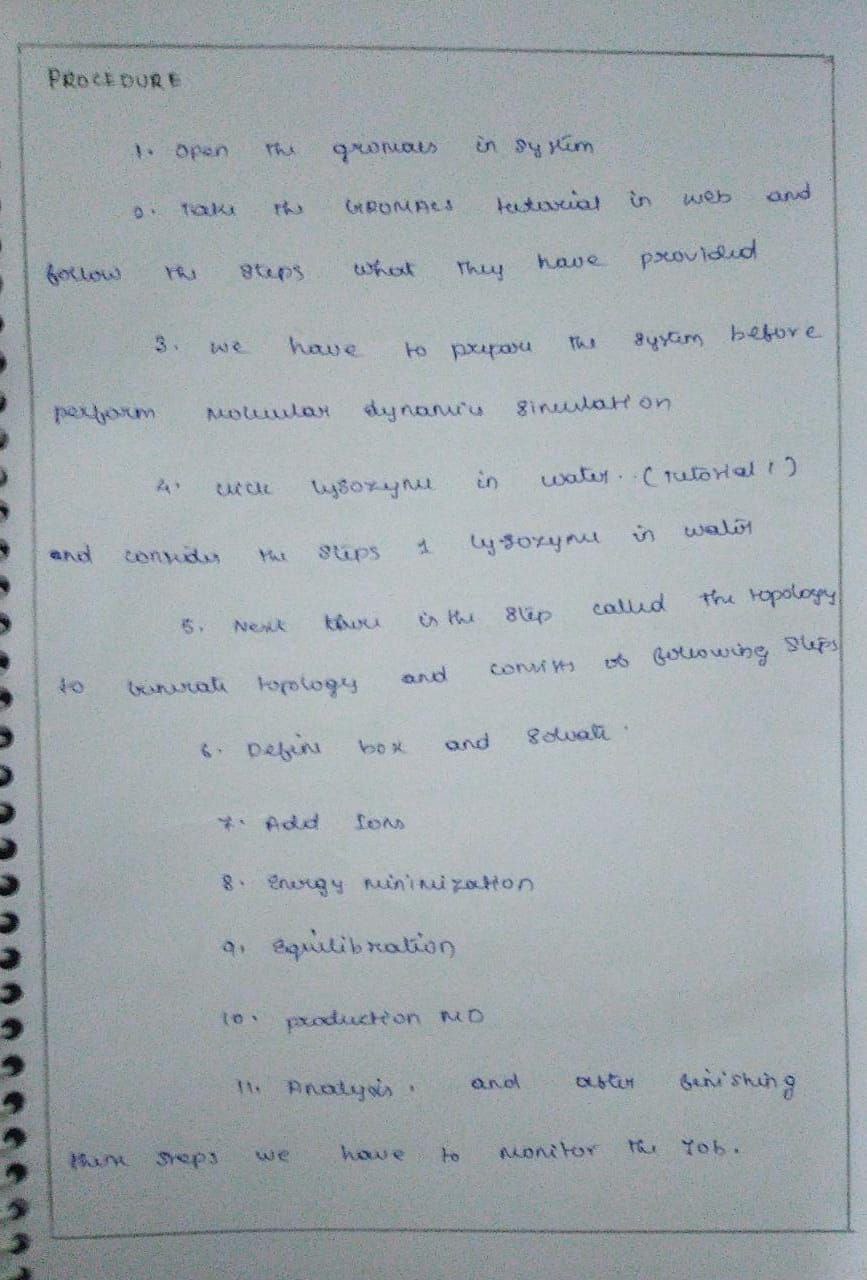 PROCEDURE
1. Open the gromacs in system
2. Take the GROMACS tutorial in web and
follow the steps what they have provided
3. we have to prepare the system before
perform Molecular dynamics simulation
4. click lysozyme in water. (tutorial 1)
and consider the steps 1 lysozyme in water
5. Next there is the step called the topology
to Generate topology and consists of following steps
6. Define box and solvate.
7. Add Ions
8. Energy minimization
9. Equilibration
10. production MD
11. Analysis. and after finishing
these steps we have to monitor the Job.